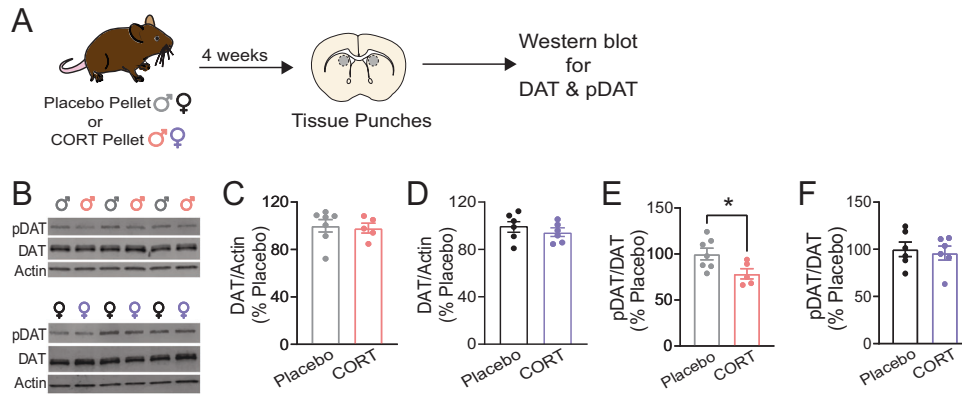 A
Placebo Pellet ♂♀
or
CORT Pellet ♂♀
4 weeks
Tissue Punches
Western blot
for
DAT & pDAT
B
♂ ♂ ♂ ♂ ♂ ♂
pDAT
DAT
Actin
♀ ♀ ♀ ♀ ♀ ♀
pDAT
DAT
Actin
C
DAT/Actin
(% Placebo)
120
80
40
0
Placebo
CORT
D
DAT/Actin
(% Placebo)
120
80
40
0
Placebo
CORT
E
pDAT/DAT
(% Placebo)
150
100
50
0
*
Placebo
CORT
F
pDAT/DAT
(% Placebo)
150
100
50
0
Placebo
CORT